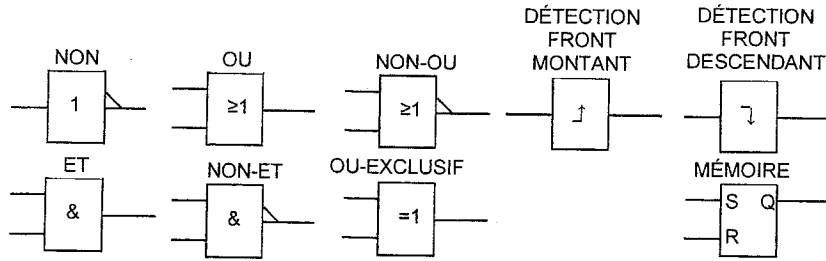 NON
1
OU
≥1
NON-OU
≥1
DÉTECTION
FRONT
MONTANT
DÉTECTION
FRONT
DESCENDANT
ET
&
NON-ET
&
OU-EXCLUSIF
=1
MÉMOIRE
S Q
R